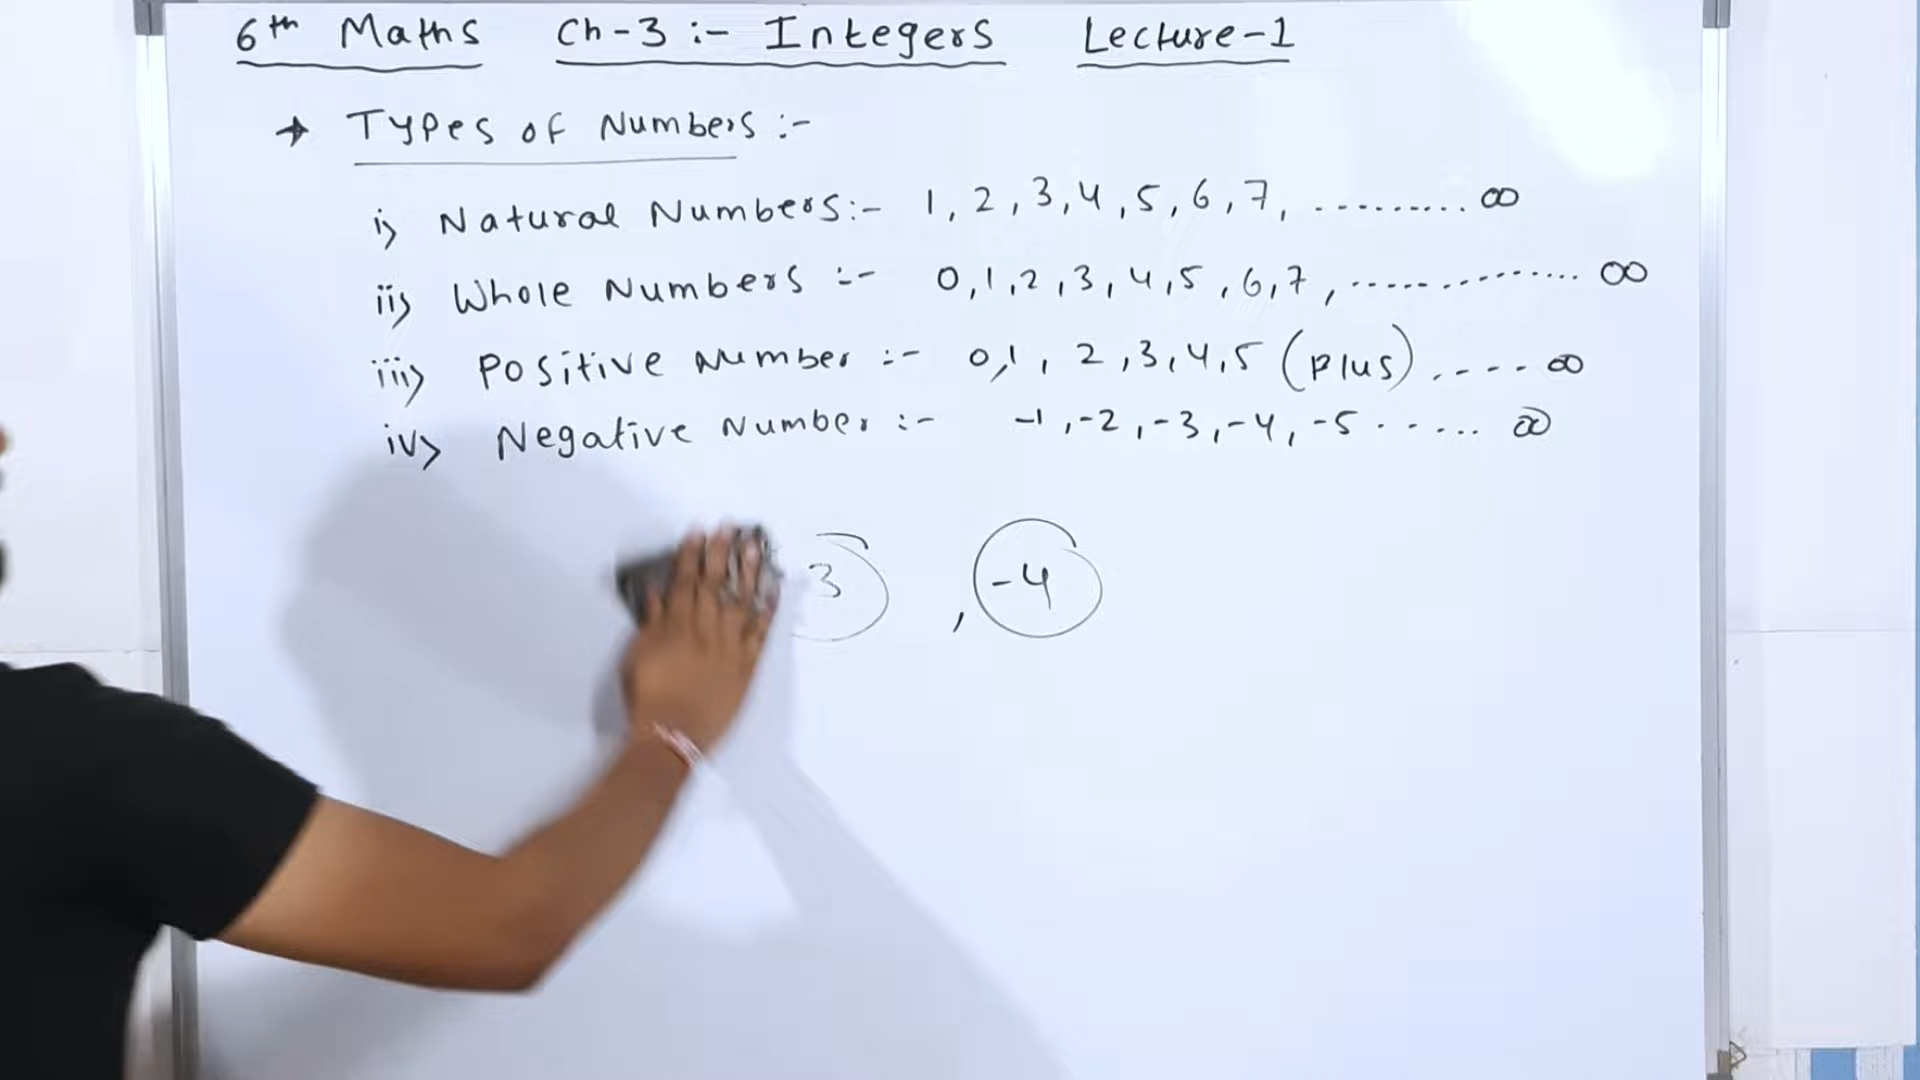 6th Maths Ch-3 :- Integers Lecture-1
→ Types of Numbers :-
i> Natural Numbers:- 1, 2, 3, 4, 5, 6, 7, .......... ∞
ii> Whole Numbers :- 0, 1, 2, 3, 4, 5, 6, 7, .............. ∞
iii> Positive Number :- 0, 1, 2, 3, 4, 5 (Plus) ..... ∞
iv> Negative Number :- -1, -2, -3, -4, -5 ...... ∞
3 , -4